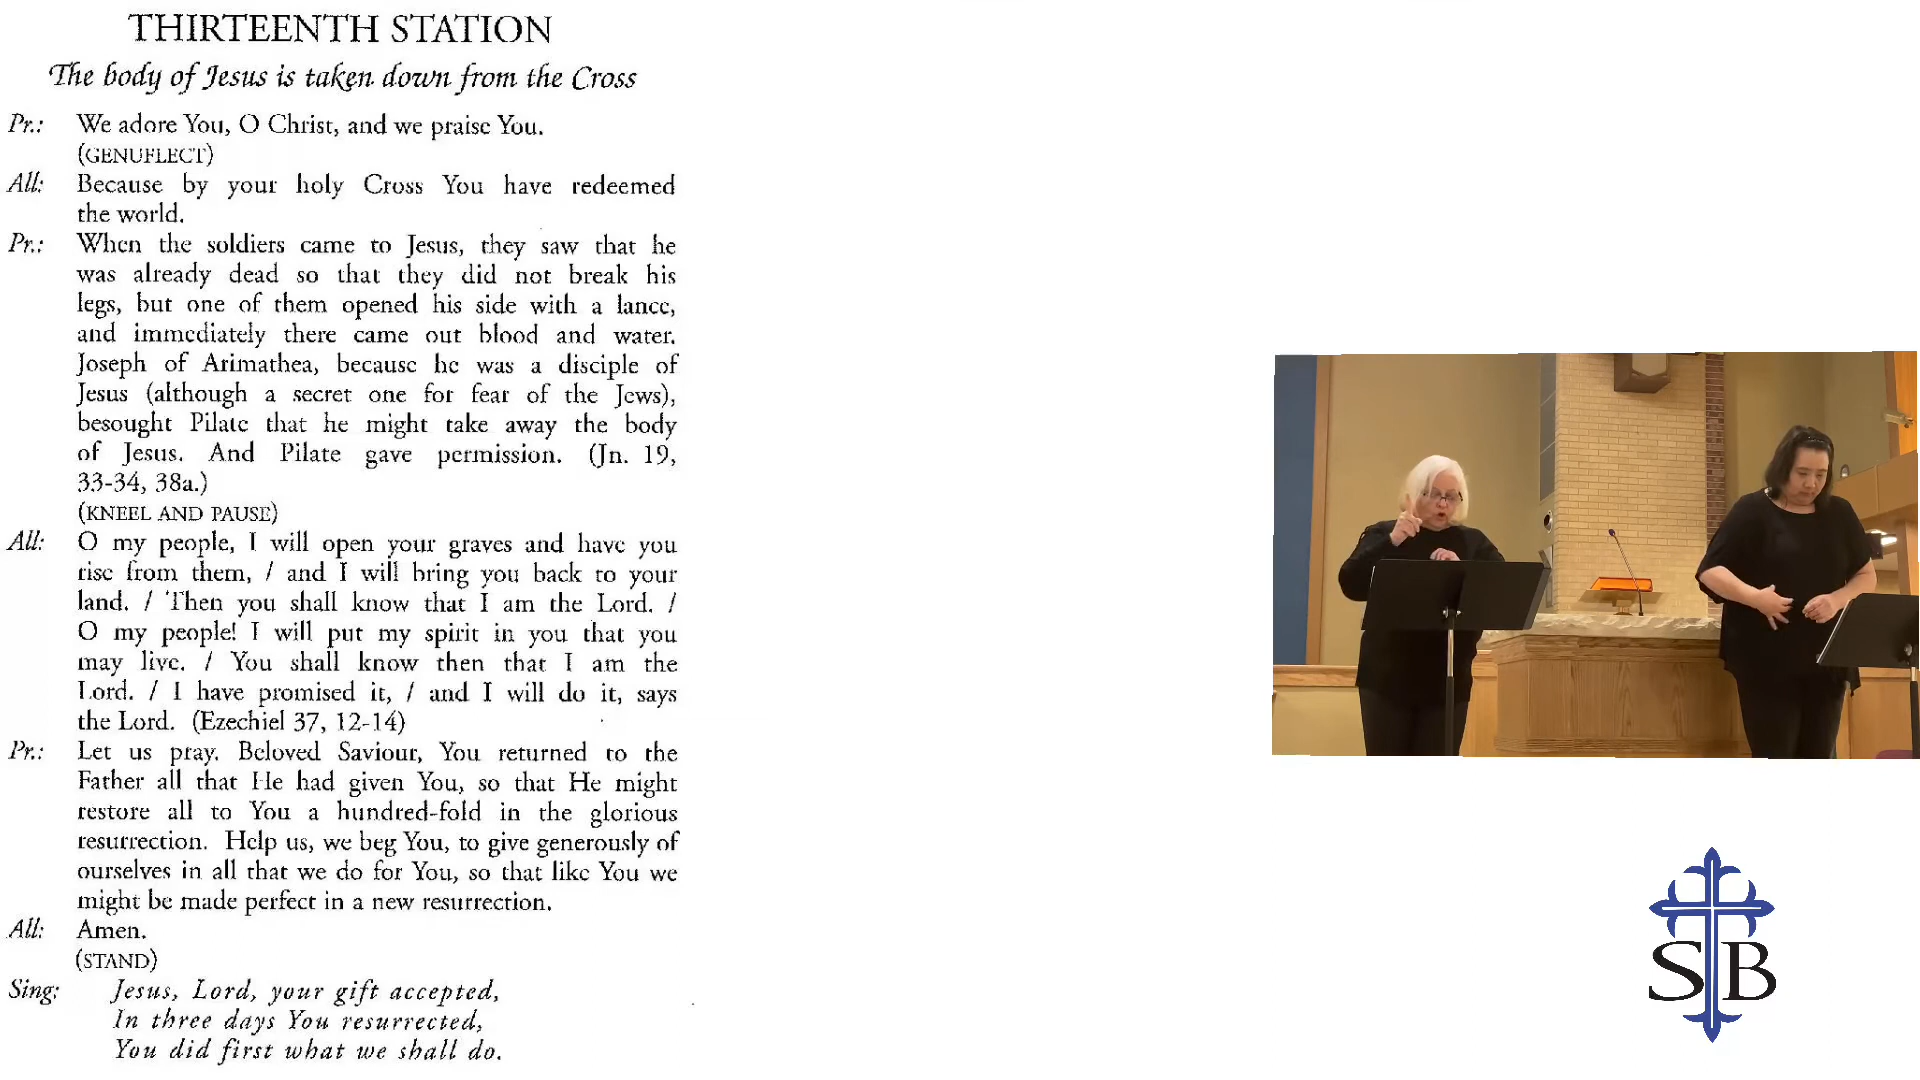 THIRTEENTH STATION
The body of Jesus is taken down from the Cross
Pr.: We adore You, O Christ, and we praise You.
(GENUFLECT)
All: Because by your holy Cross You have redeemed
the world.
Pr.: When the soldiers came to Jesus, they saw that he
was already dead so that they did not break his
legs, but one of them opened his side with a lance,
and immediately there came out blood and water.
Joseph of Arimathea, because he was a disciple of
Jesus (although a secret one for fear of the Jews),
besought Pilate that he might take away the body
of Jesus. And Pilate gave permission. (Jn. 19,
33-34, 38a.)
(KNEEL AND PAUSE)
All: O my people, I will open your graves and have you
rise from them, / and I will bring you back to your
land. / Then you shall know that I am the Lord. /
O my people! I will put my spirit in you that you
may live. / You shall know then that I am the
Lord. / I have promised it, / and I will do it, says
the Lord. (Ezechiel 37, 12-14)
Pr.: Let us pray. Beloved Saviour, You returned to the
Father all that He had given You, so that He might
restore all to You a hundred-fold in the glorious
resurrection. Help us, we beg You, to give generously of
ourselves in all that we do for You, so that like You we
might be made perfect in a new resurrection.
All: Amen.
(STAND)
Sing: Jesus, Lord, your gift accepted,
In three days You resurrected,
You did first what we shall do.
SB